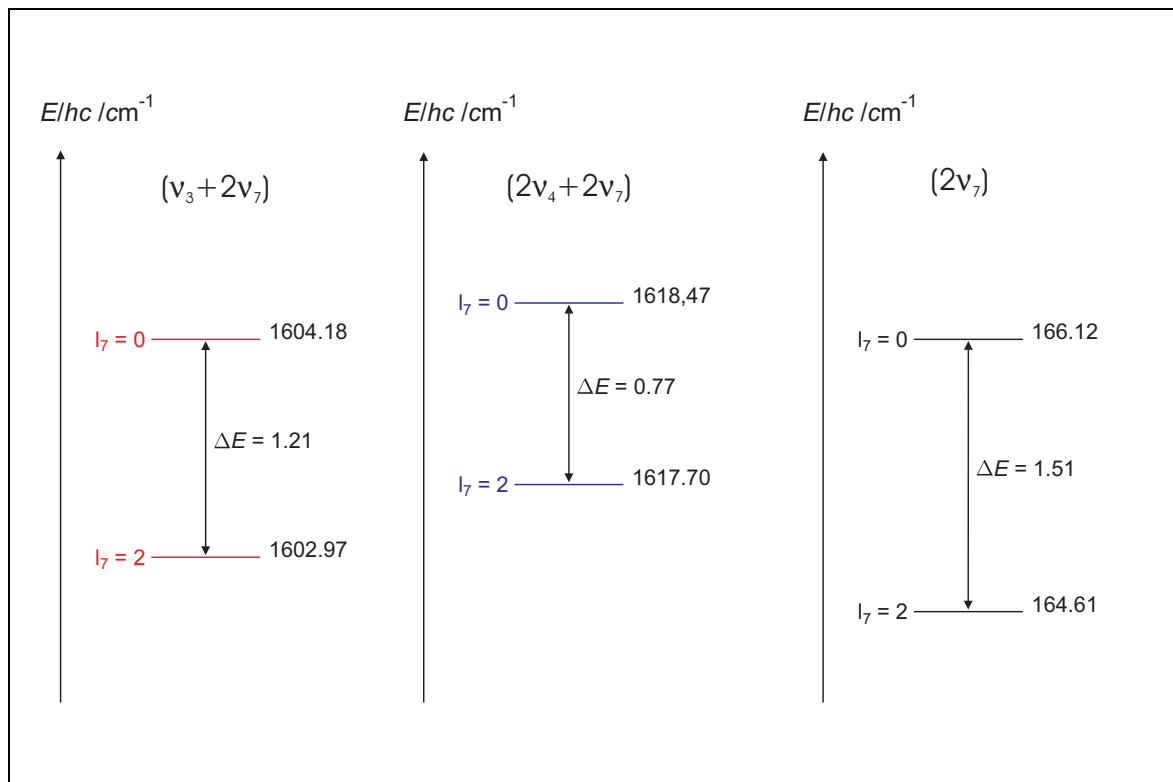 E/hc /cm⁻¹ E/hc /cm⁻¹ E/hc /cm⁻¹
(ν₃+2ν₇) (2ν₄+2ν₇) (2ν₇)
l₇ = 0 1618,47
l₇ = 0 1604.18 l₇ = 0 166.12
ΔE = 0.77
ΔE = 1.21 ΔE = 1.51
l₇ = 2 1617.70
l₇ = 2 1602.97
l₇ = 2 164.61